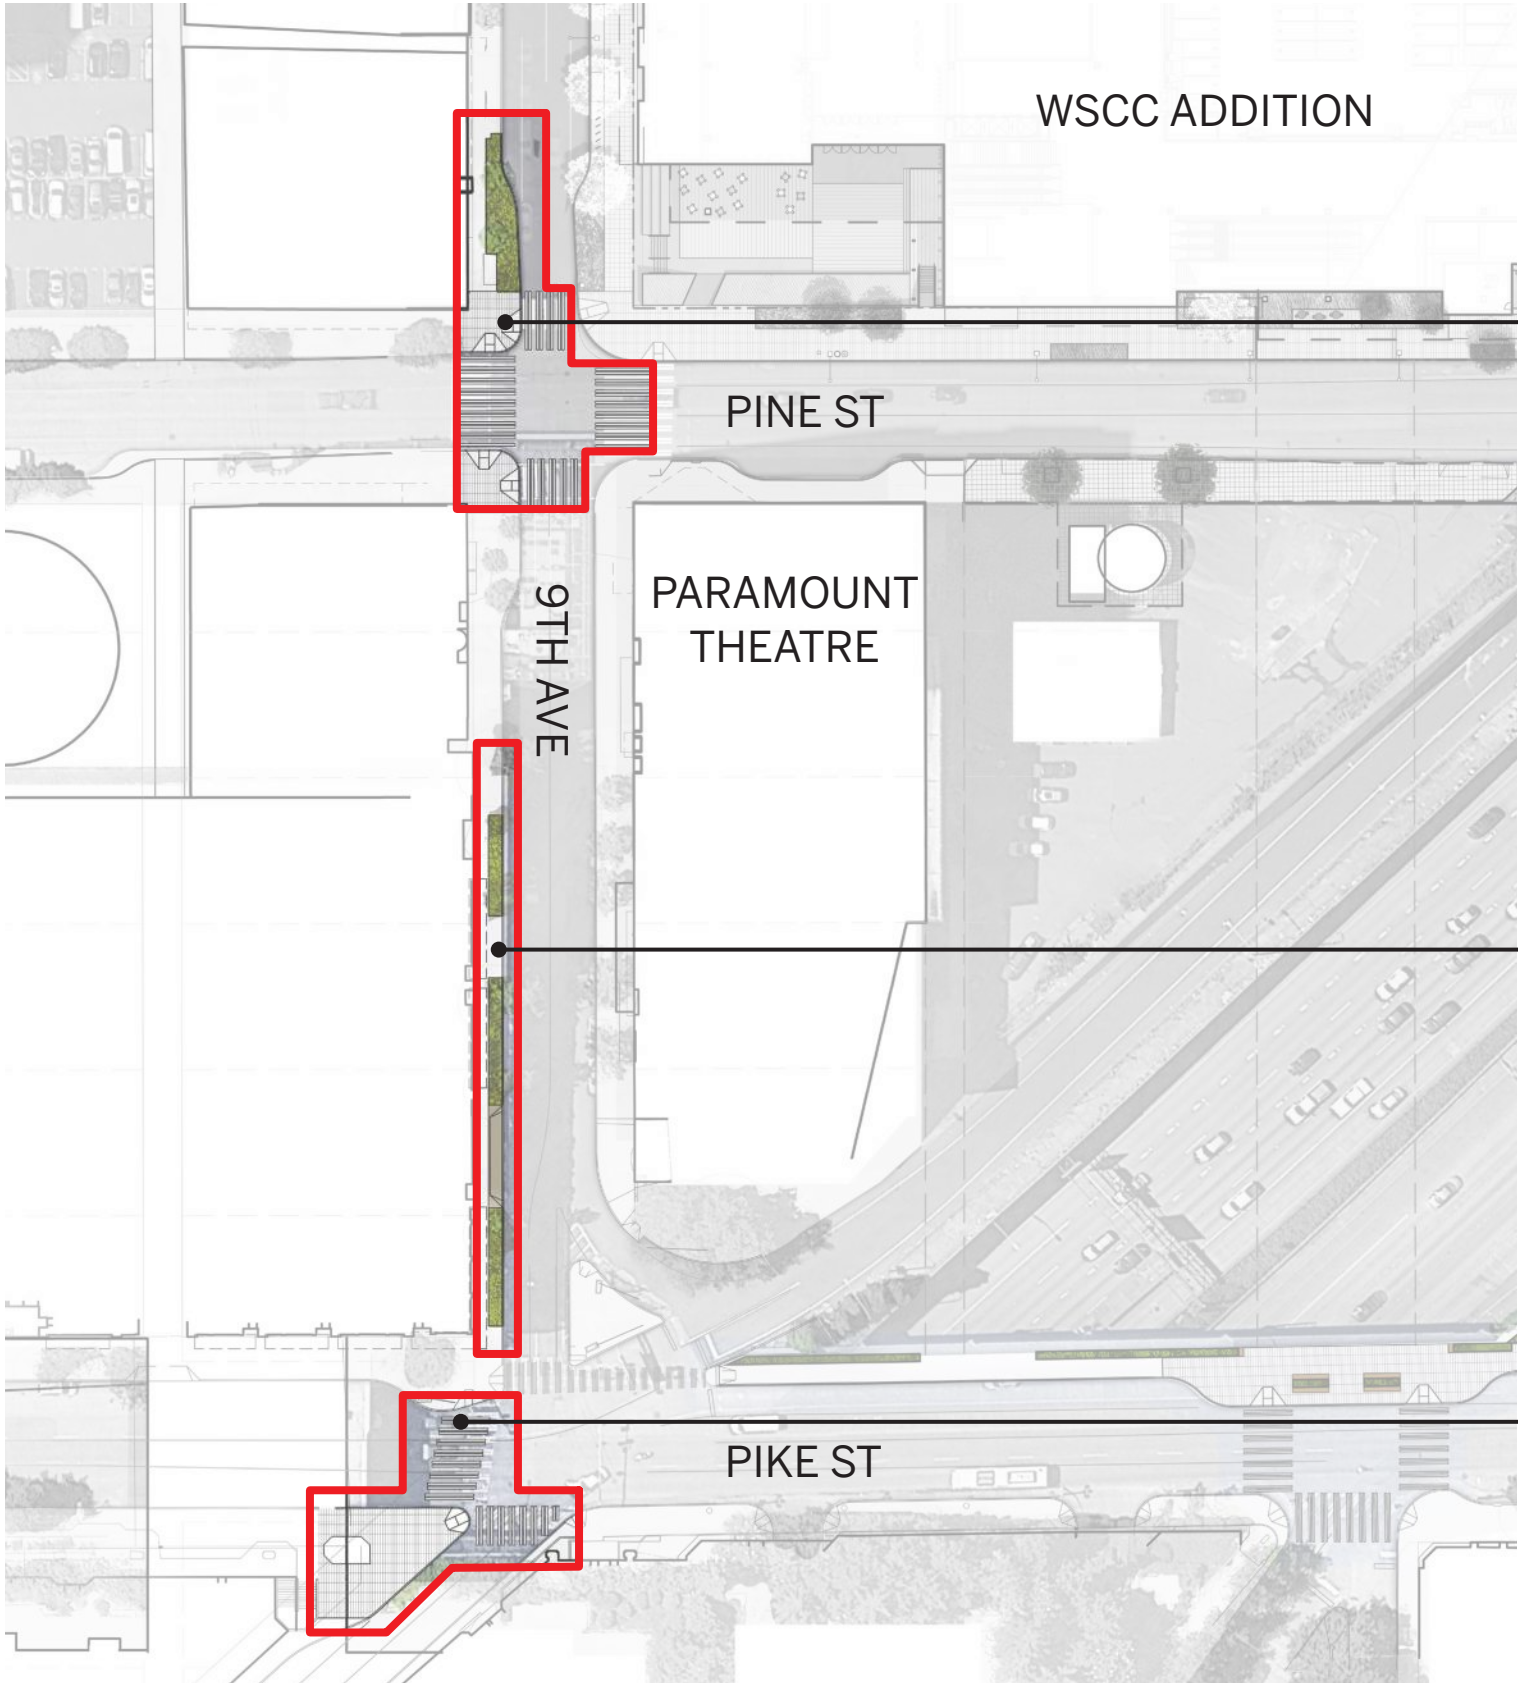 WSCC ADDITION
PINE ST
9TH AVE
PARAMOUNT
THEATRE
PIKE ST